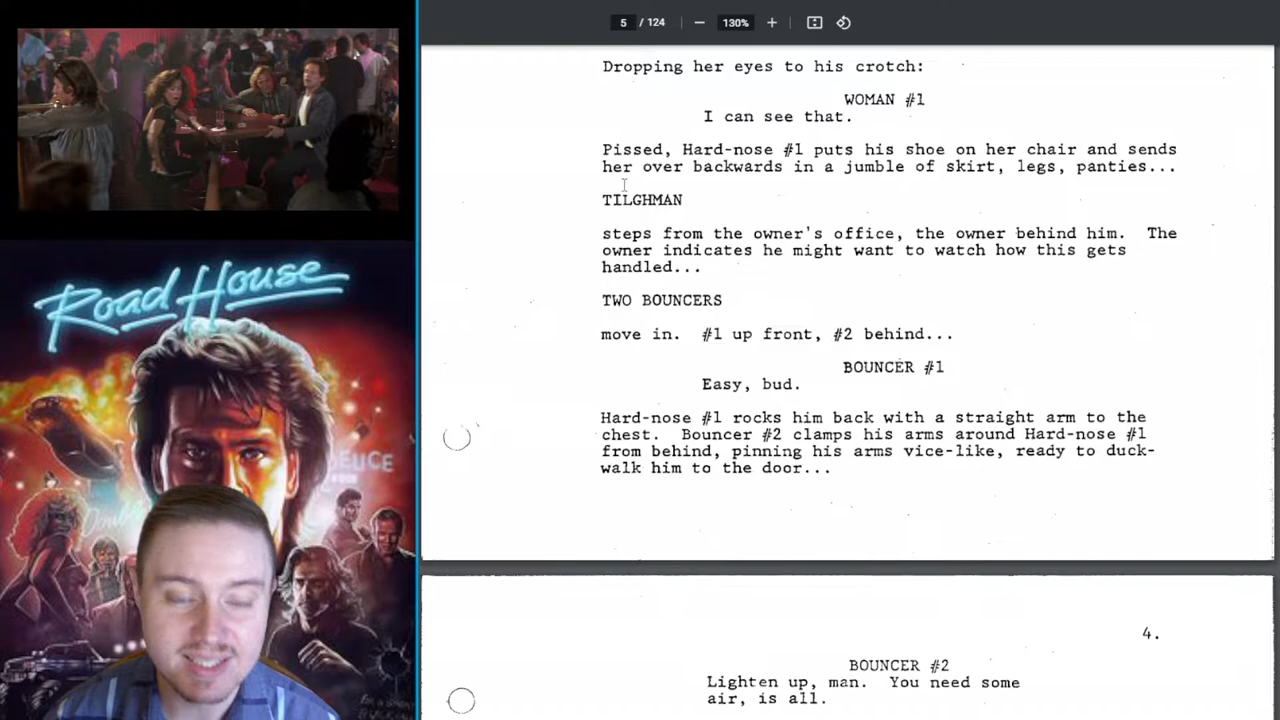 5 / 124
130%
Dropping her eyes to his crotch:
WOMAN #1
I can see that.
Pissed, Hard-nose #1 puts his shoe on her chair and sends
her over backwards in a jumble of skirt, legs, panties...
TILGHMAN
steps from the owner's office, the owner behind him. The
owner indicates he might want to watch how this gets
handled...
TWO BOUNCERS
move in. #1 up front, #2 behind...
BOUNCER #1
Easy, bud.
Hard-nose #1 rocks him back with a straight arm to the
chest. Bouncer #2 clamps his arms around Hard-nose #1
from behind, pinning his arms vice-like, ready to duck-
walk him to the door...
4.
BOUNCER #2
Lighten up, man. You need some
air, is all.
Road House
DEUCE